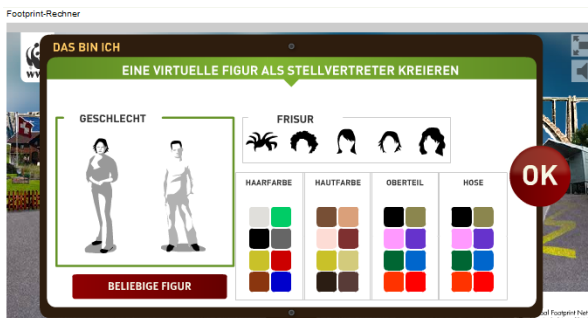 Footprint-Rechner
DAS BIN ICH
EINE VIRTUELLE FIGUR ALS STELLVERTRETER KREIEREN
GESCHLECHT
FRISUR
HAARFARBE
HAUTFARBE
OBERTEIL
HOSE
OK
BELIEBIGE FIGUR